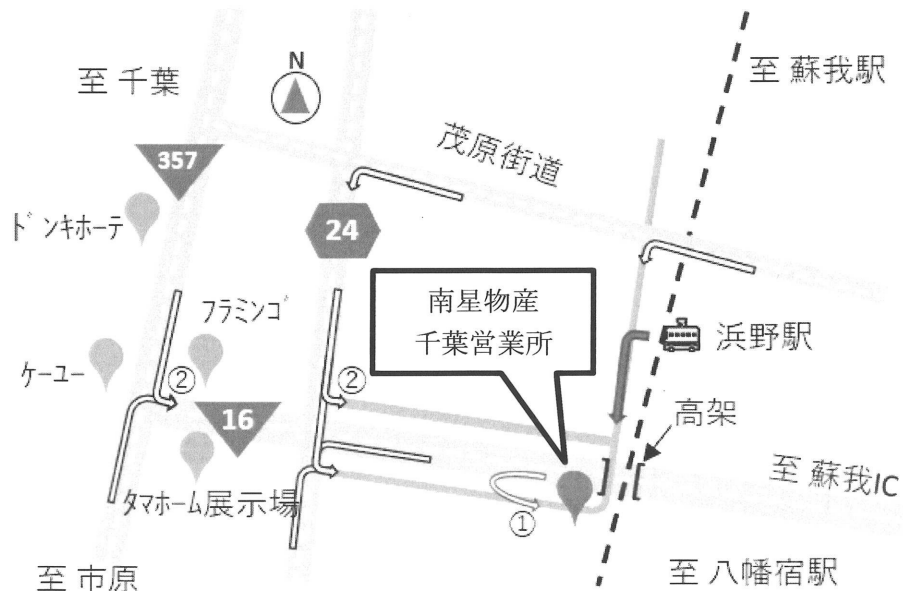 至 千葉
N
至 蘇我駅
茂原街道
357
ドンキホーテ
24
南星物産
千葉営業所
フラミンゴ
浜野駅
ケーユー
②
②
16
高架
至 蘇我IC
タマホーム展示場
①
至 市原
至 八幡宿駅